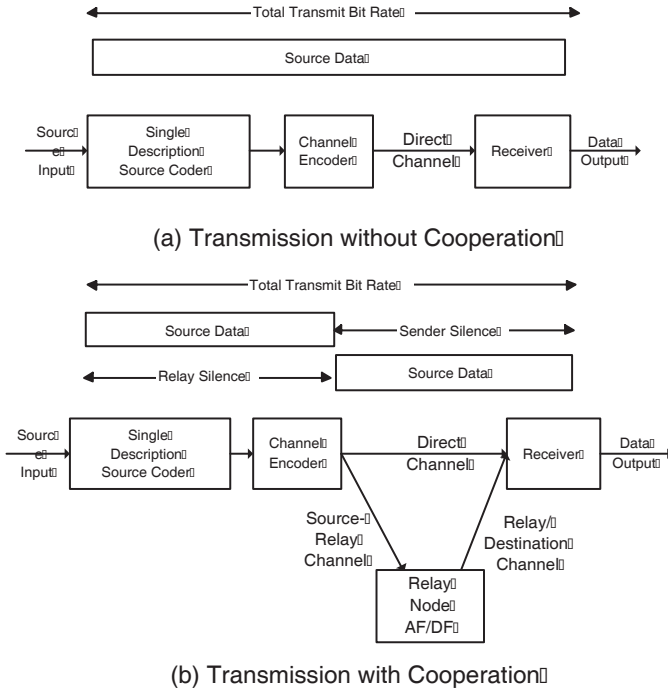 Total Transmit Bit Rate
Source Data
Sourc
e
Input
Single
Description
Source Coder
Channel
Encoder
Direct
Channel
Receiver
Data
Output
(a) Transmission without Cooperation
Total Transmit Bit Rate
Source Data
Sender Silence
Relay Silence
Source Data
Sourc
e
Input
Single
Description
Source Coder
Channel
Encoder
Direct
Channel
Receiver
Data
Output
Source-
Relay
Channel
Relay/
Destination
Channel
Relay
Node
AF/DF
(b) Transmission with Cooperation